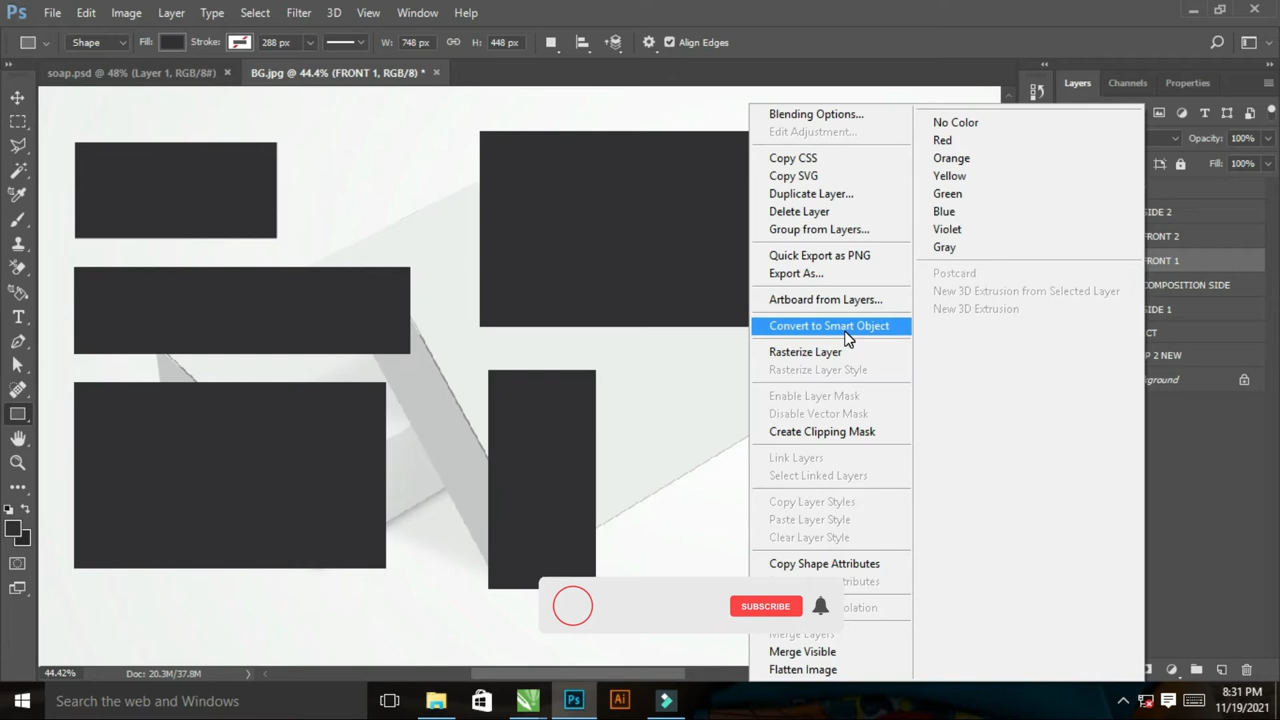 Ps File Edit Image Layer Type Select Filter 3D View Window Help
Shape Fill: Stroke: 288 px W: 748 px H: 448 px Align Edges
soap.psd @ 48% (Layer 1, RGB/8#) × BG.jpg @ 44.4% (FRONT 1, RGB/8) * ×
Layers Channels Properties
Opacity: 100%
Fill: 100%
SIDE 2
FRONT 2
FRONT 1
COMPOSITION SIDE
SIDE 1
P 2 NEW
Blending Options...
Edit Adjustment...
Copy CSS
Copy SVG
Duplicate Layer...
Delete Layer
Group from Layers...
Quick Export as PNG
Export As...
Artboard from Layers...
Convert to Smart Object
Rasterize Layer
Rasterize Layer Style
Enable Layer Mask
Disable Vector Mask
Create Clipping Mask
Link Layers
Select Linked Layers
Copy Layer Styles
Paste Layer Style
Clear Layer Style
Copy Shape Attributes
Merge Layers
Merge Visible
Flatten Image
No Color
Red
Orange
Yellow
Green
Blue
Violet
Gray
Postcard
New 3D Extrusion from Selected Layer
New 3D Extrusion
SUBSCRIBE
44.42% Doc: 20.3M/37.8M
Search the web and Windows
Ps Ai
8:31 PM
11/19/2021